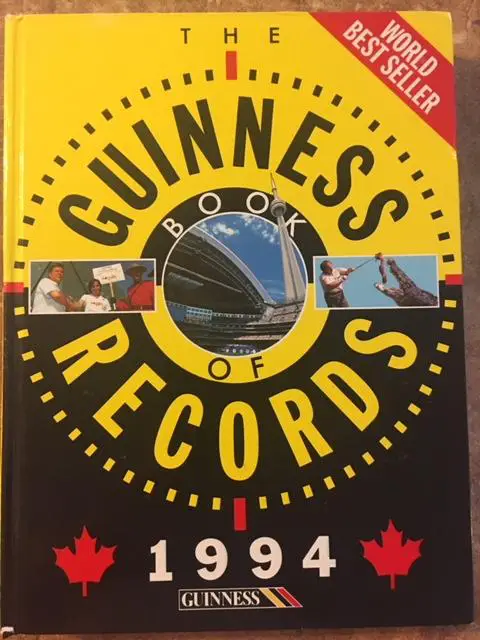 THE
WORLD
BEST SELLER
GUINNESS
BOOK
OF
RECORDS
1994
GUINNESS